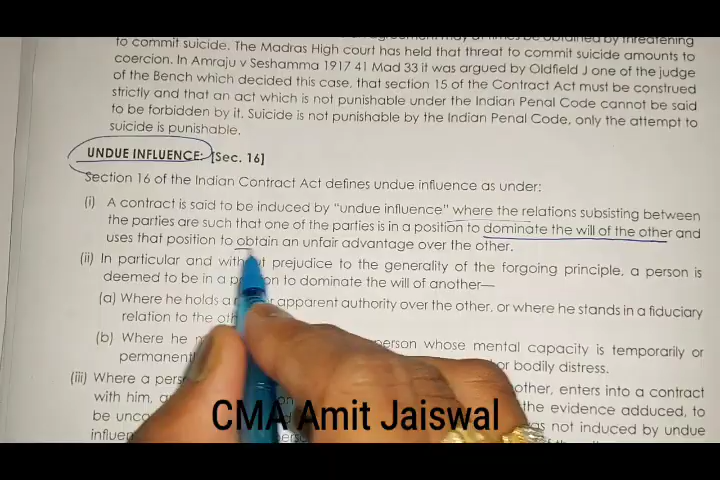 agreement may at times be obtained by threatening
to commit suicide. The Madras High court has held that threat to commit suicide amounts to
coercion. In Amraju v Seshamma 1917 41 Mad 33 it was argued by Oldfield J one of the judge
of the Bench which decided this case, that section 15 of the Contract Act must be construed
strictly and that an act which is not punishable under the Indian Penal Code cannot be said
to be forbidden by it. Suicide is not punishable by the Indian Penal Code, only the attempt to
suicide is punishable.
UNDUE INFLUENCE: [Sec. 16]
Section 16 of the Indian Contract Act defines undue influence as under:
(i) A contract is said to be induced by "undue influence" where the relations subsisting between
the parties are such that one of the parties is in a position to dominate the will of the other and
uses that position to obtain an unfair advantage over the other.
(ii) In particular and without prejudice to the generality of the forgoing principle, a person is
deemed to be in a position to dominate the will of another—
(a) Where he holds a apparent authority over the other, or where he stands in a fiduciary
relation to the
(b) Where he person whose mental capacity is temporarily or
or bodily distress.
(iii) Where a other, enters into a contract
with him, the evidence adduced, to
be not induced by undue
CMA Amit Jaiswal